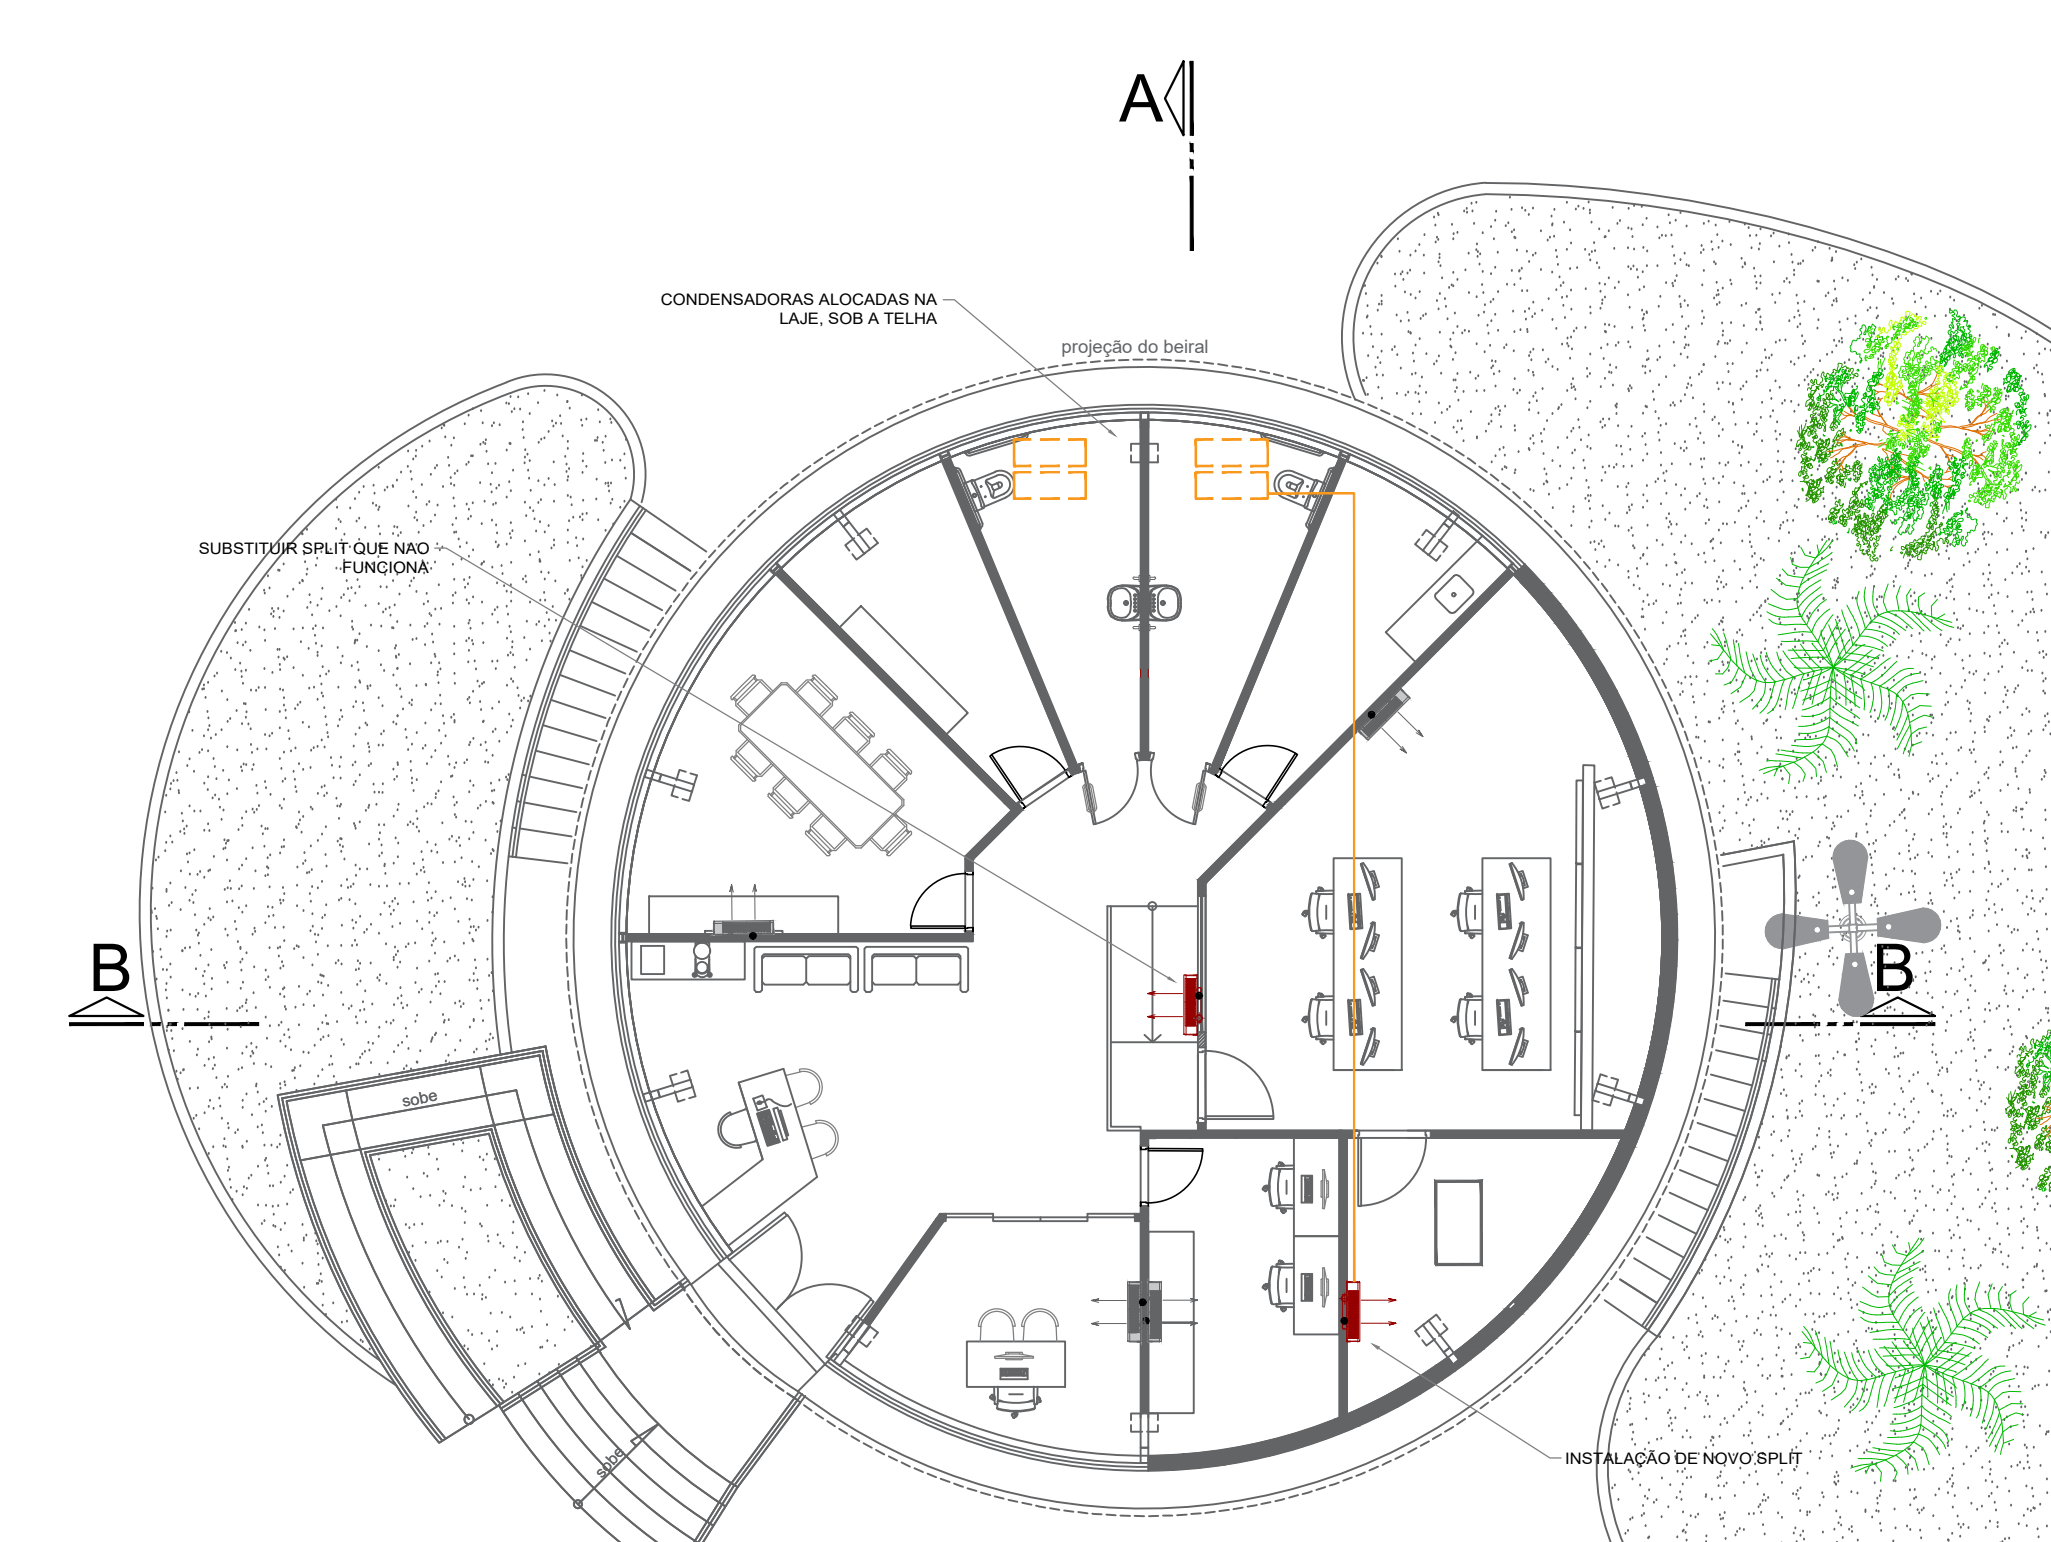 A
CONDENSADORAS ALOCADAS NA
LAJE, SOB A TELHA
projeção do beiral
SUBSTITUIR SPLIT QUE NAO
FUNCIONA
B
B
sobe
sobe
INSTALAÇÃO DE NOVO SPLIT